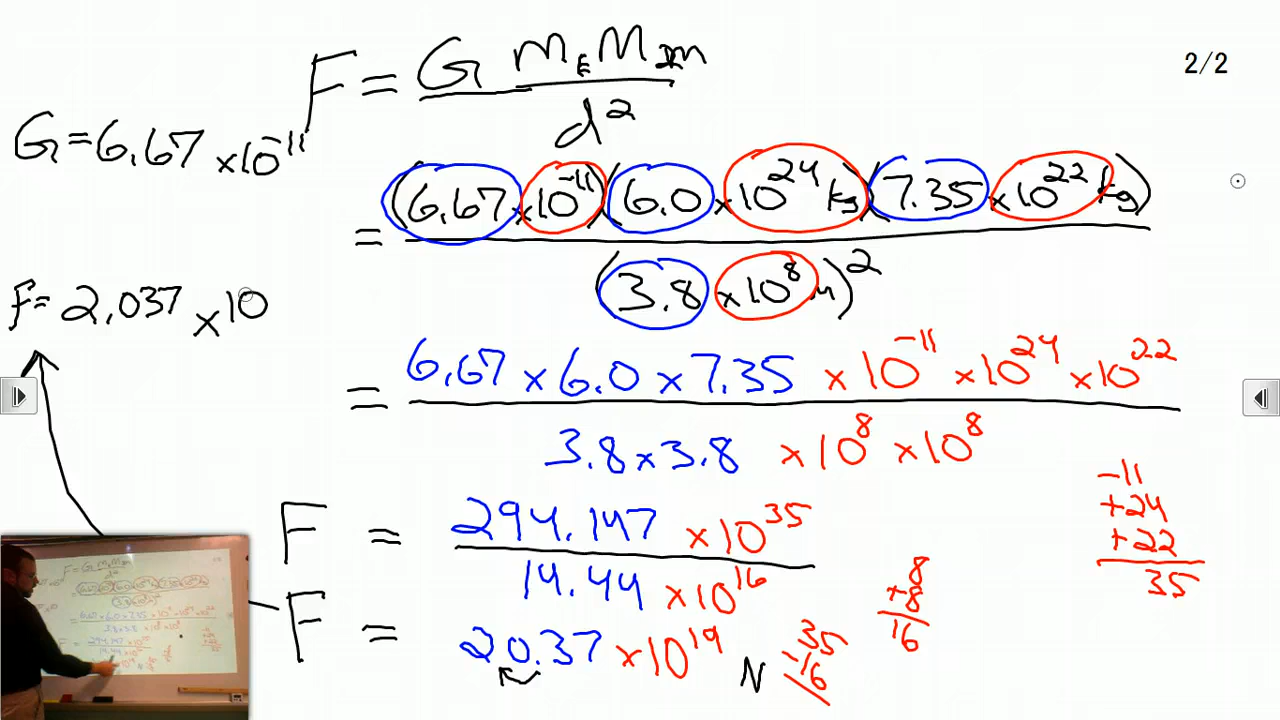 2/2
F = G mE Mm / d²
G = 6.67 ×10⁻¹¹
= (6.67 ×10⁻¹¹)(6.0 ×10²⁴ kg)(7.35 ×10²² kg)
(3.8 ×10⁸ M)²
F = 2.037 ×10
= 6.67 × 6.0 × 7.35 ×10⁻¹¹ ×10²⁴ ×10²²
3.8 × 3.8 ×10⁸ ×10⁸
-11
+24
+22
35
F = 294.147 ×10³⁵
14.44 ×10¹⁶
8
+8
16
F = 20.37 ×10¹⁹ N
35
-16